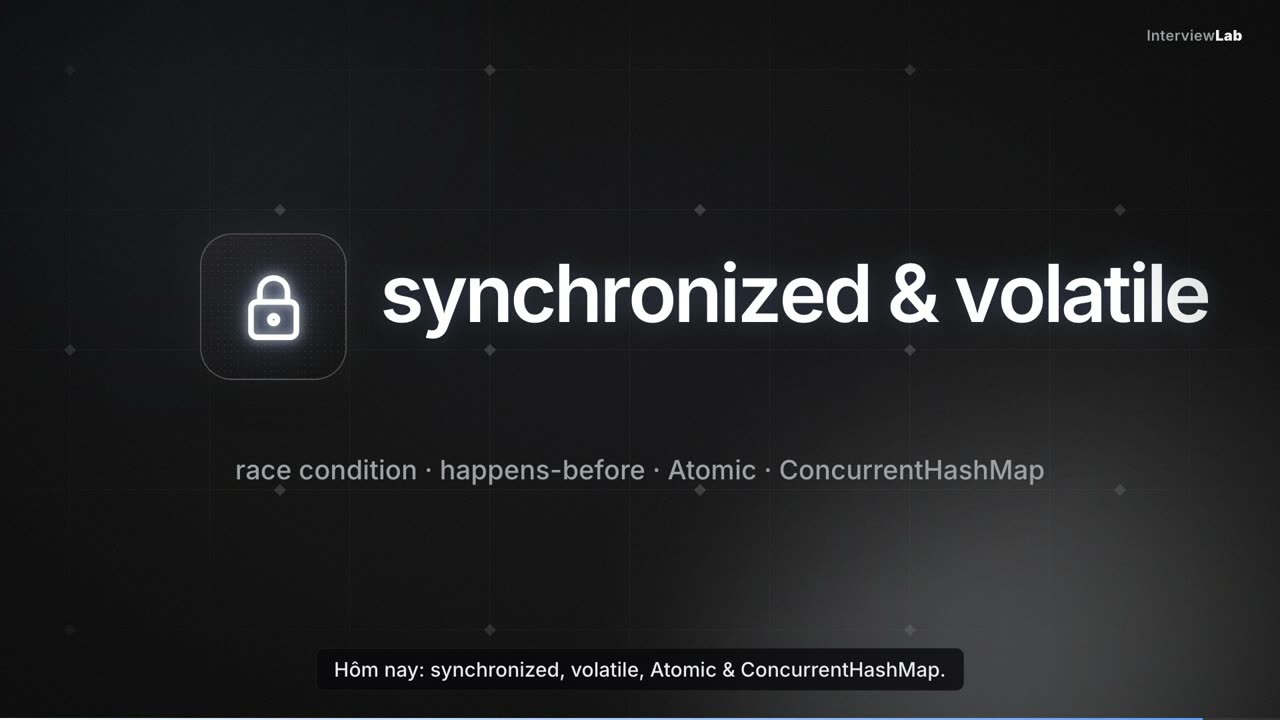 InterviewLab
synchronized & volatile
race condition · happens-before · Atomic · ConcurrentHashMap
Hôm nay: synchronized, volatile, Atomic & ConcurrentHashMap.